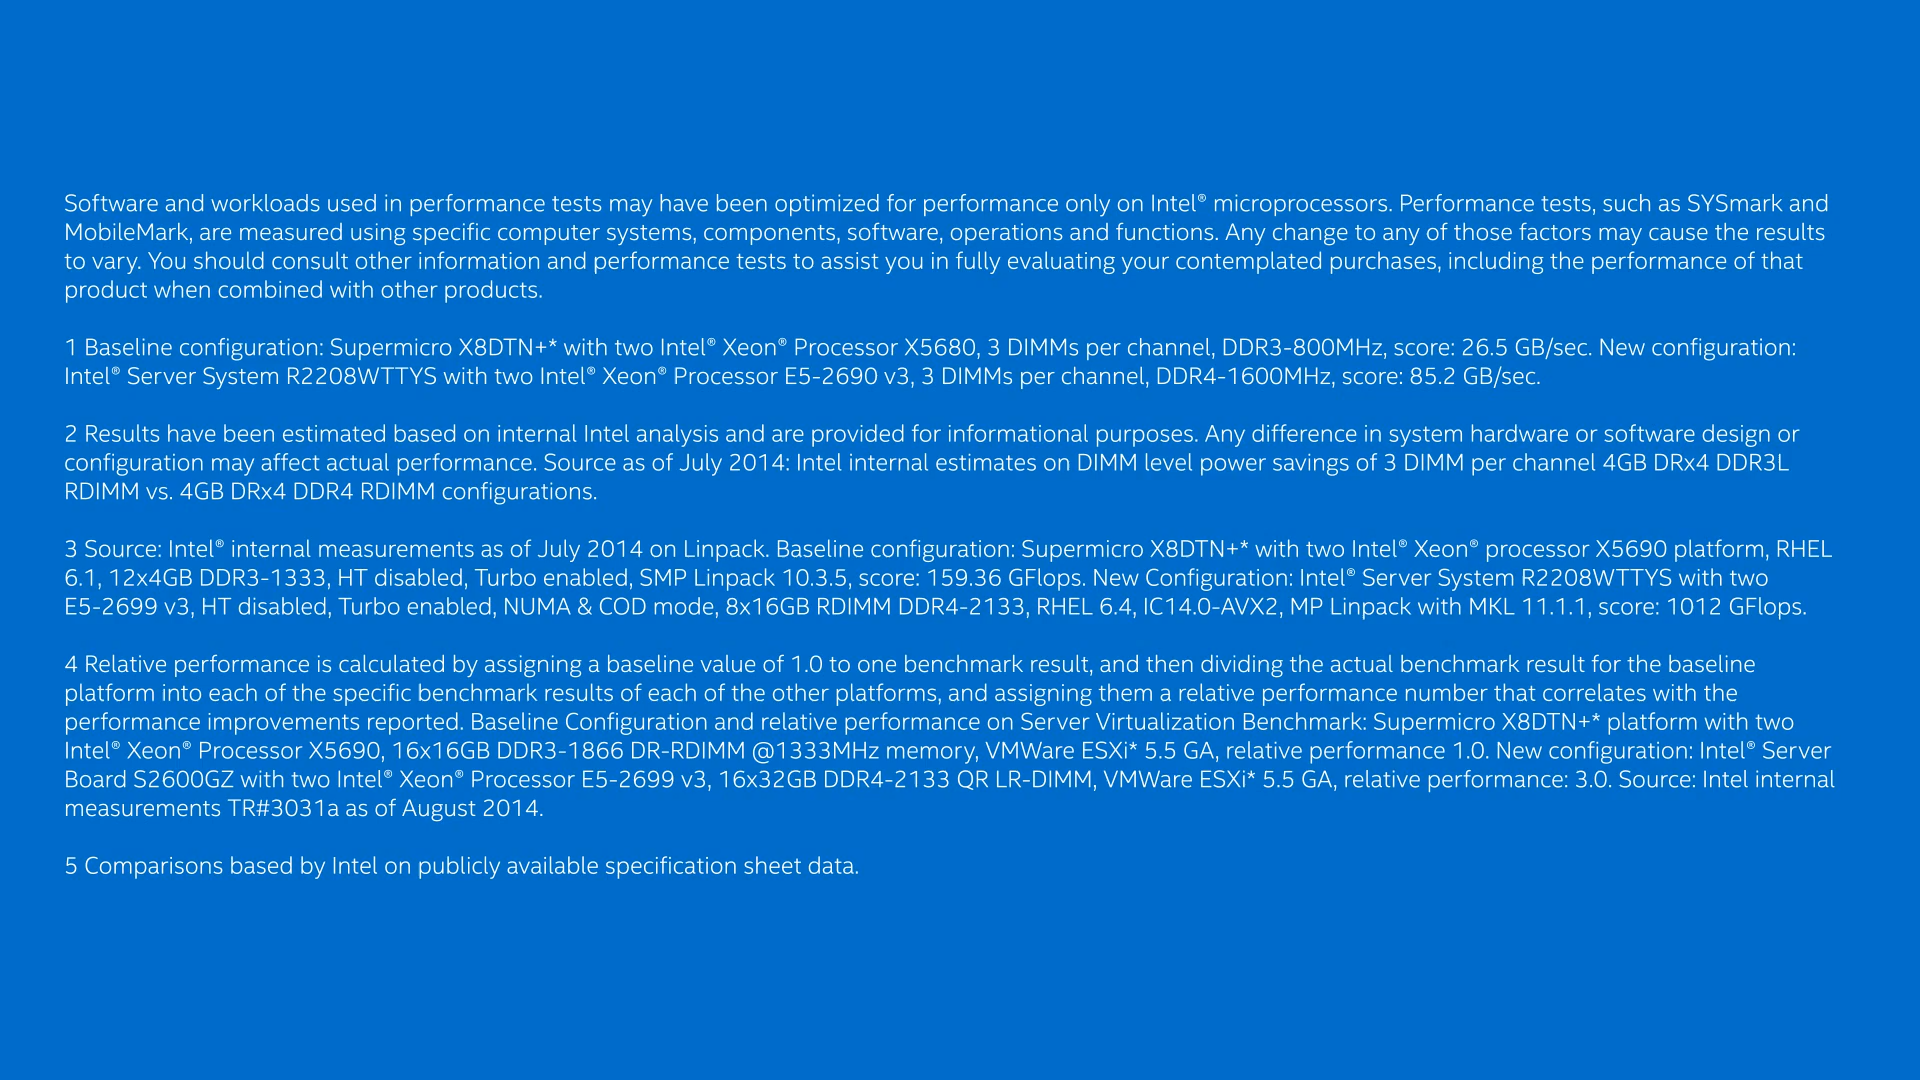 Software and workloads used in performance tests may have been optimized for performance only on Intel® microprocessors. Performance tests, such as SYSmark and
MobileMark, are measured using specific computer systems, components, software, operations and functions. Any change to any of those factors may cause the results
to vary. You should consult other information and performance tests to assist you in fully evaluating your contemplated purchases, including the performance of that
product when combined with other products.
1 Baseline configuration: Supermicro X8DTN+* with two Intel® Xeon® Processor X5680, 3 DIMMs per channel, DDR3-800MHz, score: 26.5 GB/sec. New configuration:
Intel® Server System R2208WTTYS with two Intel® Xeon® Processor E5-2690 v3, 3 DIMMs per channel, DDR4-1600MHz, score: 85.2 GB/sec.
2 Results have been estimated based on internal Intel analysis and are provided for informational purposes. Any difference in system hardware or software design or
configuration may affect actual performance. Source as of July 2014: Intel internal estimates on DIMM level power savings of 3 DIMM per channel 4GB DRx4 DDR3L
RDIMM vs. 4GB DRx4 DDR4 RDIMM configurations.
3 Source: Intel® internal measurements as of July 2014 on Linpack. Baseline configuration: Supermicro X8DTN+* with two Intel® Xeon® processor X5690 platform, RHEL
6.1, 12x4GB DDR3-1333, HT disabled, Turbo enabled, SMP Linpack 10.3.5, score: 159.36 GFlops. New Configuration: Intel® Server System R2208WTTYS with two
E5-2699 v3, HT disabled, Turbo enabled, NUMA & COD mode, 8x16GB RDIMM DDR4-2133, RHEL 6.4, IC14.0-AVX2, MP Linpack with MKL 11.1.1, score: 1012 GFlops.
4 Relative performance is calculated by assigning a baseline value of 1.0 to one benchmark result, and then dividing the actual benchmark result for the baseline
platform into each of the specific benchmark results of each of the other platforms, and assigning them a relative performance number that correlates with the
performance improvements reported. Baseline Configuration and relative performance on Server Virtualization Benchmark: Supermicro X8DTN+* platform with two
Intel® Xeon® Processor X5690, 16x16GB DDR3-1866 DR-RDIMM @1333MHz memory, VMWare ESXi* 5.5 GA, relative performance 1.0. New configuration: Intel® Server
Board S2600GZ with two Intel® Xeon® Processor E5-2699 v3, 16x32GB DDR4-2133 QR LR-DIMM, VMWare ESXi* 5.5 GA, relative performance: 3.0. Source: Intel internal
measurements TR#3031a as of August 2014.
5 Comparisons based by Intel on publicly available specification sheet data.